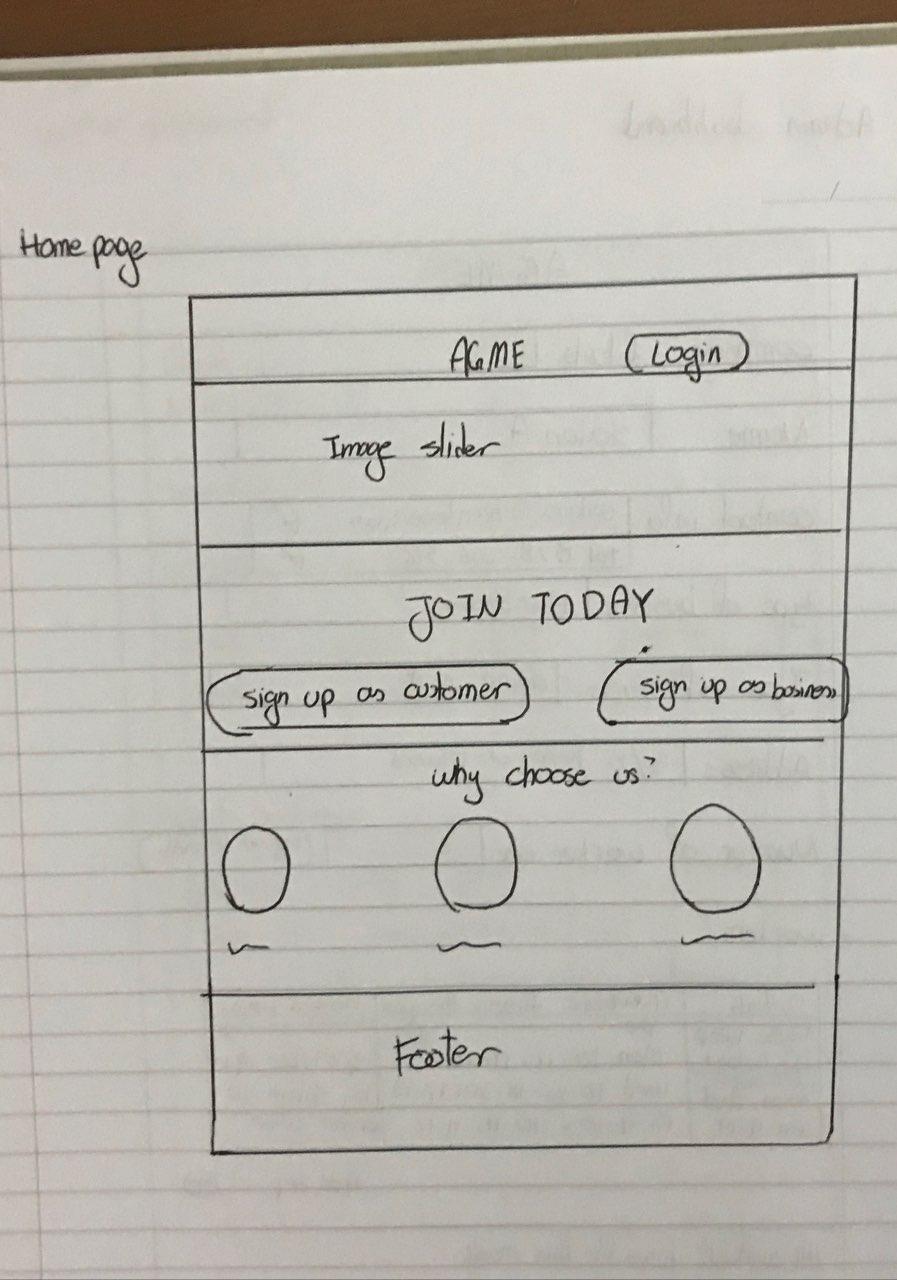 Home page
AGME Login
Image slider
JOIN TODAY
sign up as customer sign up as business
why choose us?
Footer